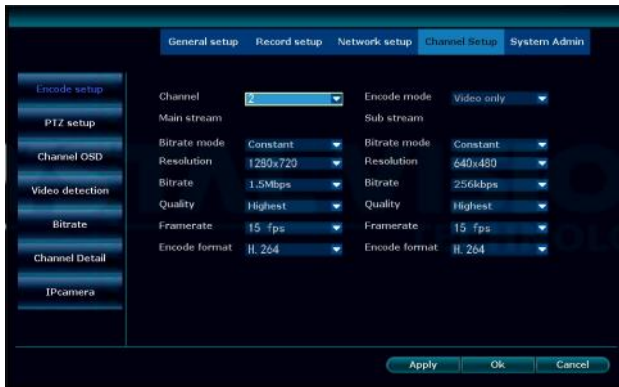 General setup Record setup Network setup Channel Setup System Admin
Encode setup
PTZ setup
Channel OSD
Video detection
Bitrate
Channel Detail
IPcamera
Channel 2 Encode mode Video only
Main stream Sub stream
Bitrate mode Constant Bitrate mode Constant
Resolution 1280x720 Resolution 640x480
Bitrate 1.5Mbps Bitrate 256kbps
Quality Highest Quality Highest
Framerate 15 fps Framerate 15 fps
Encode format H.264 Encode format H.264
Apply Ok Cancel